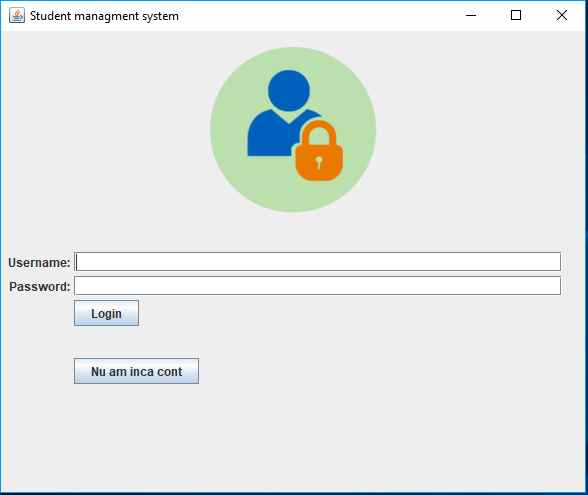 Student managment system
Username:
Password:
Login
Nu am inca cont